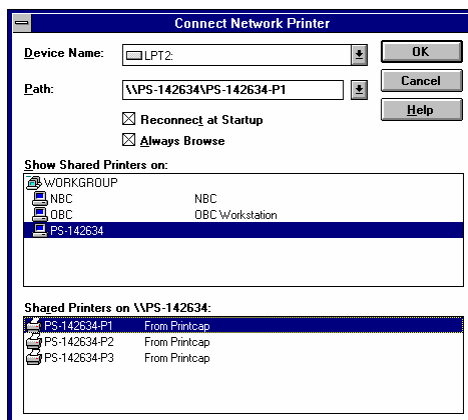 Connect Network Printer
Device Name: LPT2: OK
Path: \\PS-142634\PS-142634-P1 Cancel
Help
Reconnect at Startup
Always Browse
Show Shared Printers on:
WORKGROUP
NBC NBC
OBC OBC Workstation
PS-142634
Shared Printers on \\PS-142634:
PS-142634-P1 From Printcap
PS-142634-P2 From Printcap
PS-142634-P3 From Printcap